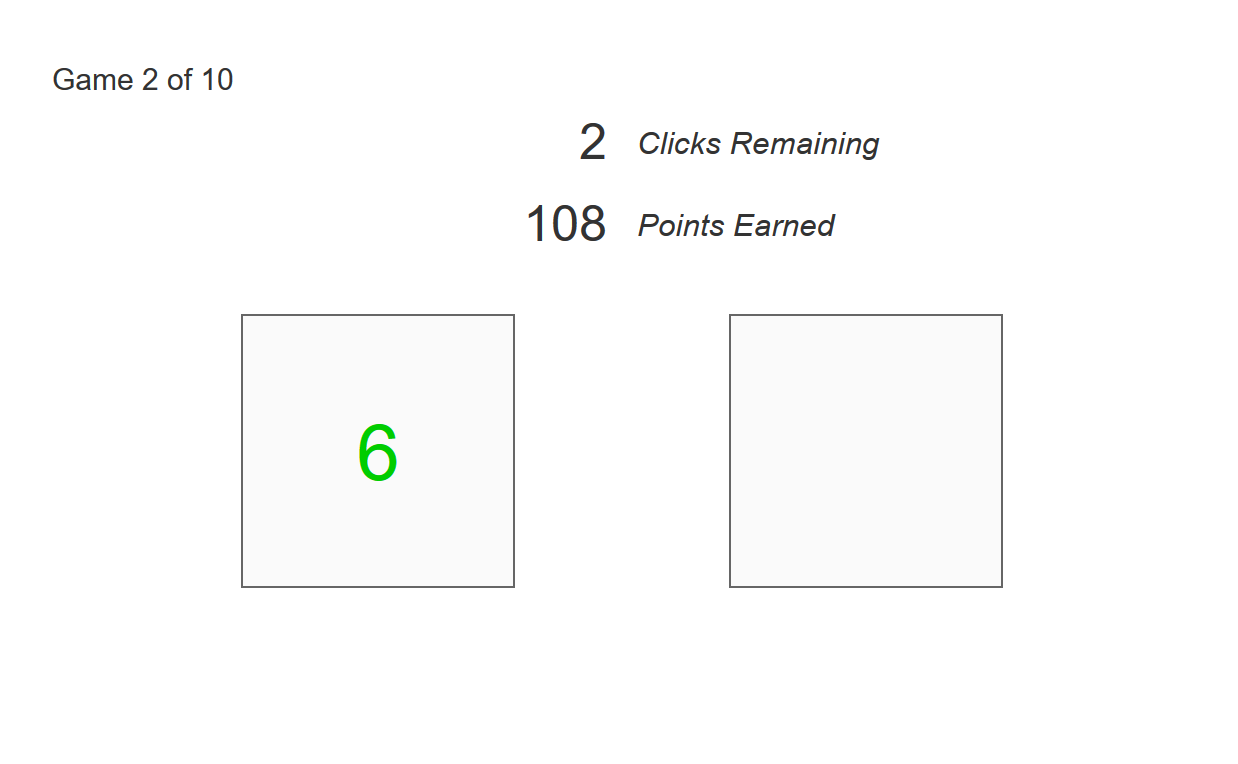 Game 2 of 10
2 Clicks Remaining
108 Points Earned
6